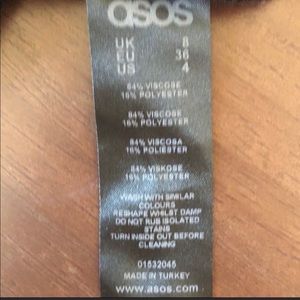 asos
UK 8
EU 36
US 4
84% VISCOSE
16% POLYESTER
84% VISCOSE
16% POLYESTER
84% VISCOSA
16% POLIESTER
84% VISKOSE
16% POLYESTER
WASH WITH SIMILAR
COLOURS
RESHAPE WHILST DAMP
DO NOT RUB ISOLATED
STAINS
TURN INSIDE OUT BEFORE
CLEANING
01532045
MADE IN TURKEY
www.asos.com